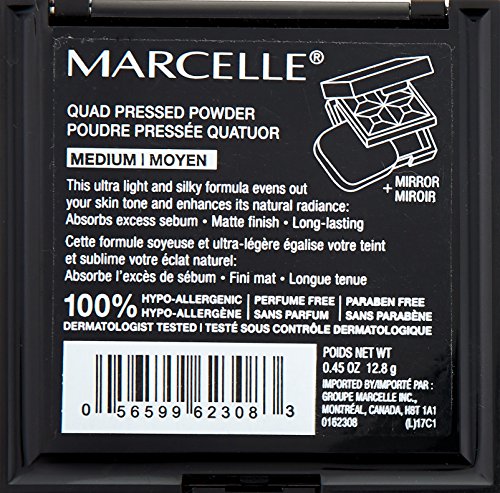 MARCELLE®
QUAD PRESSED POWDER
POUDRE PRESSÉE QUATUOR
MEDIUM | MOYEN
+ MIRROR
MIROIR
This ultra light and silky formula evens out
your skin tone and enhances its natural radiance:
Absorbs excess sebum • Matte finish • Long-lasting
Cette formule soyeuse et ultra-légère égalise votre teint
et sublime votre éclat naturel:
Absorbe l'excès de sébum • Fini mat • Longue tenue
100% HYPO-ALLERGENIC | PERFUME FREE | PARABEN FREE
HYPO-ALLERGÈNE | SANS PARFUM | SANS PARABÈNE
DERMATOLOGIST TESTED | TESTÉ SOUS CONTRÔLE DERMATOLOGIQUE
0 56599 62308 3
POIDS NET WT
0.45 OZ 12.8 g
IMPORTED BY/IMPORTÉ PAR :
GROUPE MARCELLE INC.,
MONTRÉAL, CANADA, H8T 1A1
0162308 (L)17C1